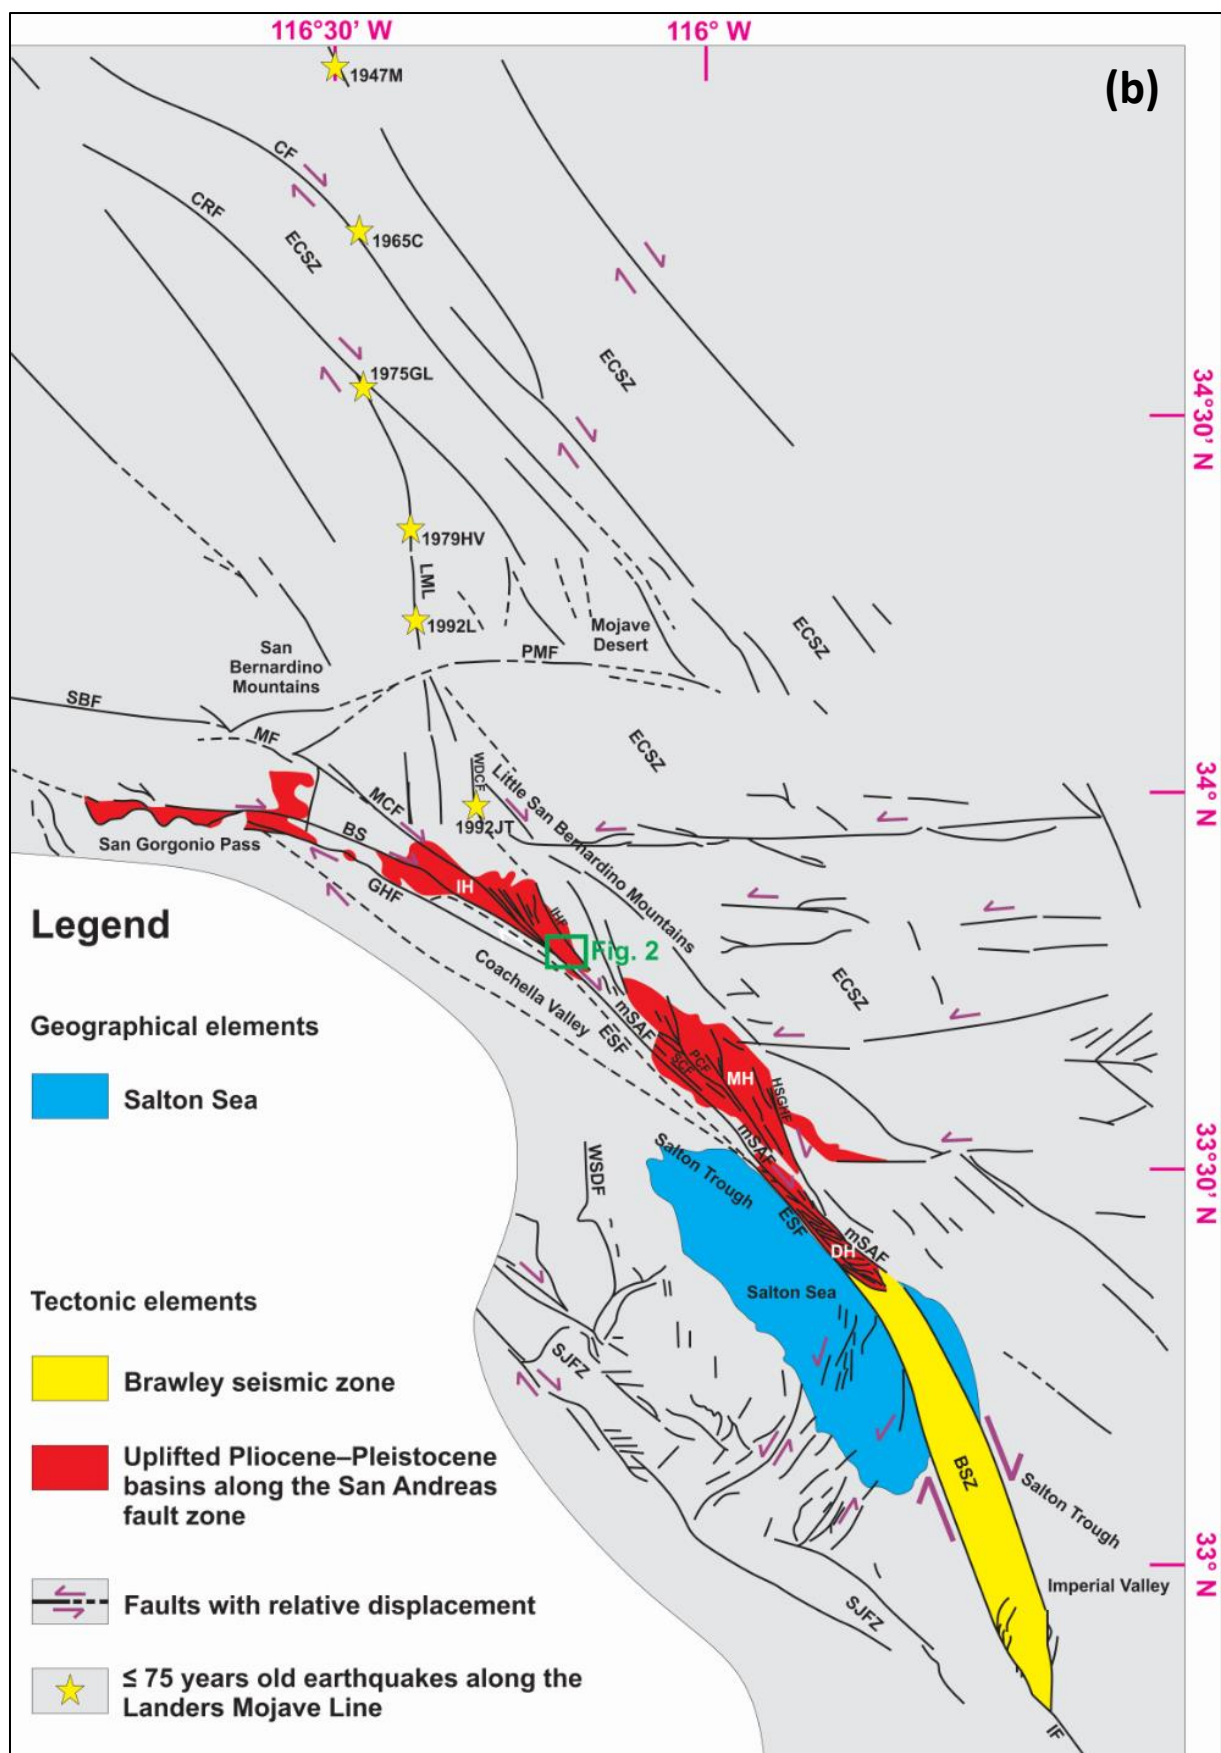 116°30’ W
116° W
(b)
1947M
CF
CRF
ECSZ
1965C
ECSZ
1975GL
34°30’ N
1979HV
LML
1992L
Mojave
Desert
ECSZ
San
Bernardino
Mountains
PMF
SBF
MF
ECSZ
WDCF
Little San Bernardino Mountains
34° N
MCF
1992JT
BS
San Gorgonio Pass
GHF
IH
IHF
Fig. 2
Coachella Valley
ECSZ
mSAF
ESF
SCF
PCF
MH
HSGHF
mSAF
Salton Trough
33°30’ N
WSDF
ESF
mSAF
DH
Salton Sea
SJFZ
BSZ
Salton Trough
33° N
Imperial Valley
SJFZ
IF
Legend
Geographical elements
Salton Sea
Tectonic elements
Brawley seismic zone
Uplifted Pliocene–Pleistocene
basins along the San Andreas
fault zone
Faults with relative displacement
≤ 75 years old earthquakes along the
Landers Mojave Line